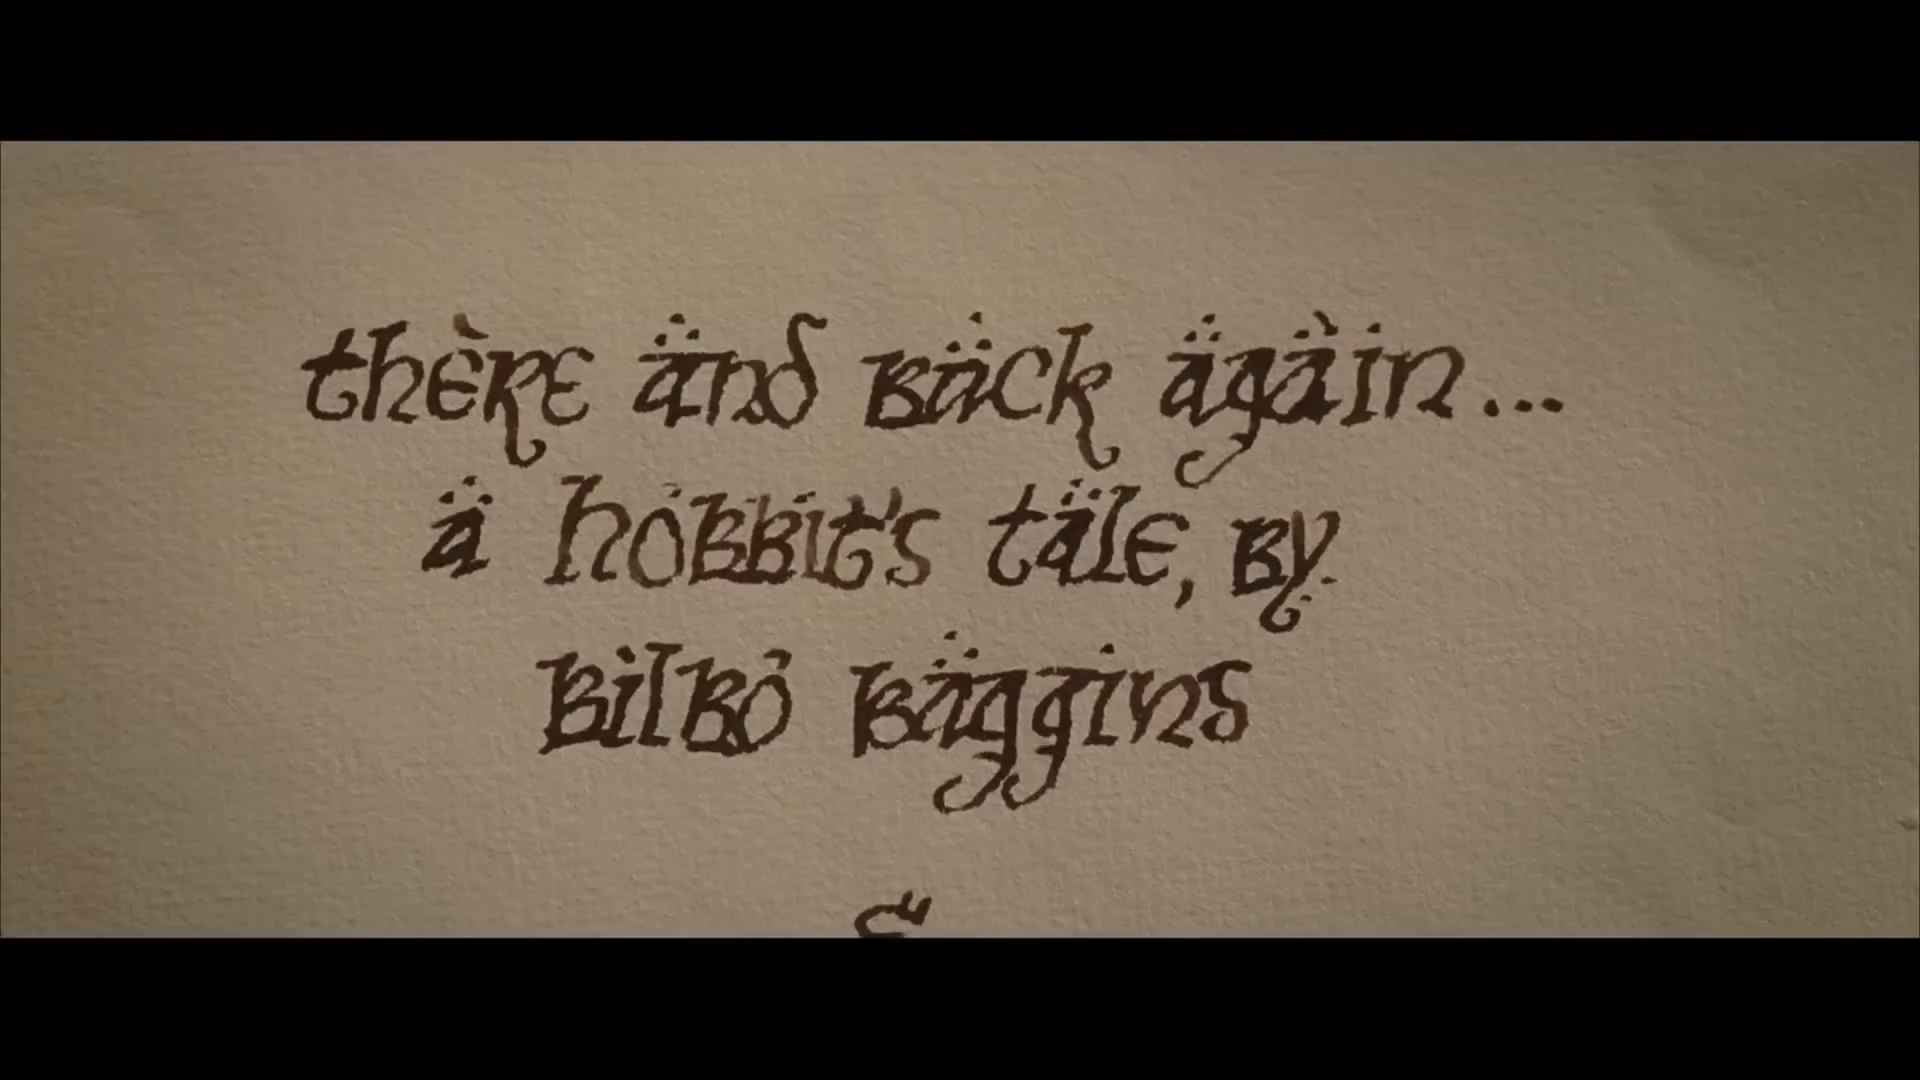 there and back again...
a hobbit's tale, by
bilbo baggins